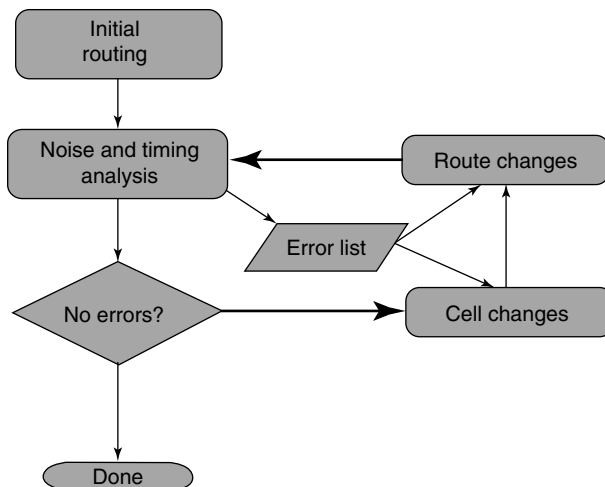 Initial
routing
Noise and timing
analysis
Route changes
Error list
No errors?
Cell changes
Done